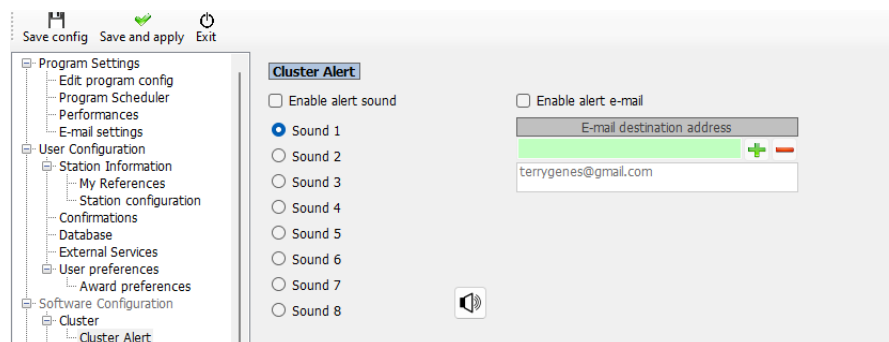 Save config Save and apply Exit
Program Settings
Edit program config
Program Scheduler
Performances
E-mail settings
User Configuration
Station Information
My References
Station configuration
Confirmations
Database
External Services
User preferences
Award preferences
Software Configuration
Cluster
Cluster Alert
Cluster Alert
Enable alert sound
Sound 1
Sound 2
Sound 3
Sound 4
Sound 5
Sound 6
Sound 7
Sound 8
Enable alert e-mail
E-mail destination address
terrygenes@gmail.com